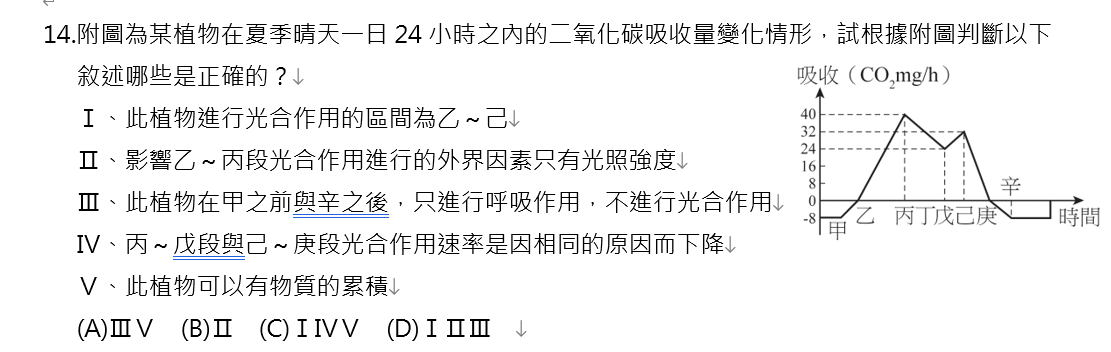 14.附圖為某植物在夏季晴天一日 24 小時之內的二氧化碳吸收量變化情形，試根據附圖判斷以下
敘述哪些是正確的？↓
Ⅰ、此植物進行光合作用的區間為乙～己↓
Ⅱ、影響乙～丙段光合作用進行的外界因素只有光照強度↓
Ⅲ、此植物在甲之前與辛之後，只進行呼吸作用，不進行光合作用↓
Ⅳ、丙～戊段與己～庚段光合作用速率是因相同的原因而下降↓
Ⅴ、此植物可以有物質的累積↓
(A)ⅢⅤ (B)Ⅱ (C)ⅠⅣⅤ (D)ⅠⅡⅢ ↓
吸收（CO₂mg/h）
40
32
24
16
8
0
-8
甲 乙 丙 丁 戊 己 庚 辛
時間